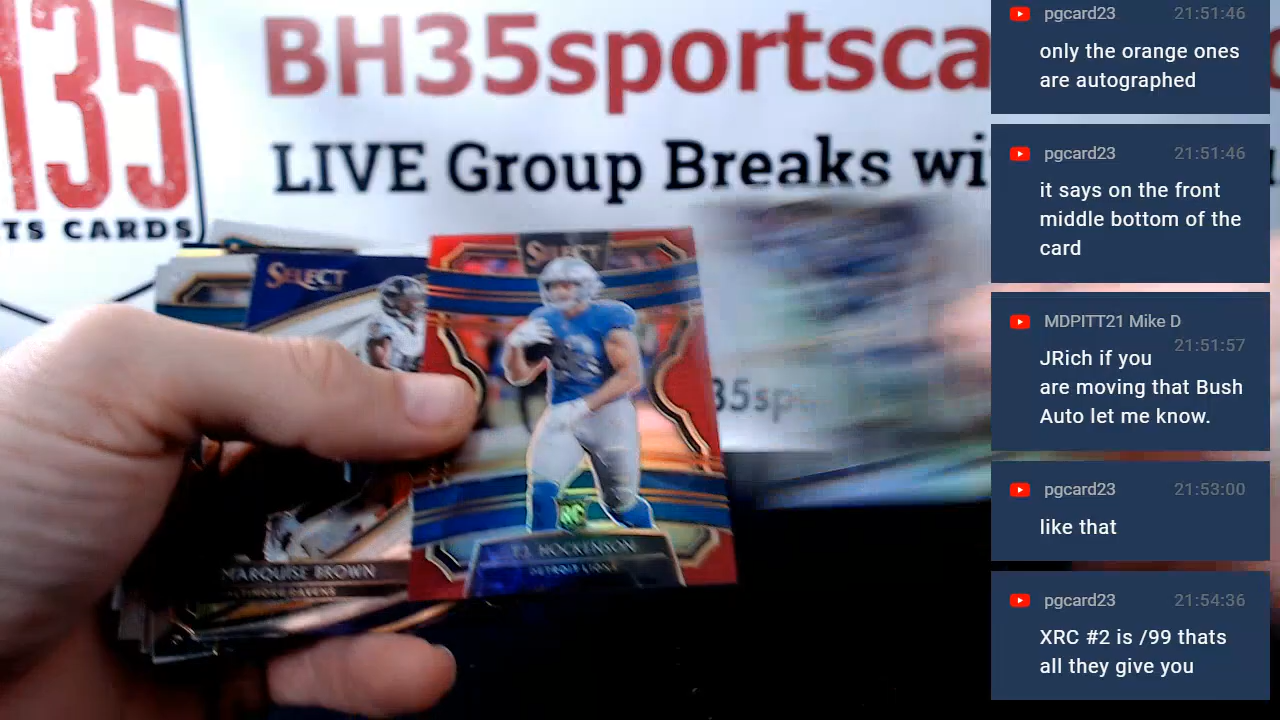 135
TS CARDS
BH35sportsca
LIVE Group Breaks wi
SELECT
MARQUISE BROWN
SELECT
RC
T.J. HOCKENSON
DETROIT LIONS
35sp
pgcard23 21:51:46
only the orange ones
are autographed
pgcard23 21:51:46
it says on the front
middle bottom of the
card
MDPITT21 Mike D
21:51:57
JRich if you
are moving that Bush
Auto let me know.
pgcard23 21:53:00
like that
pgcard23 21:54:36
XRC #2 is /99 thats
all they give you